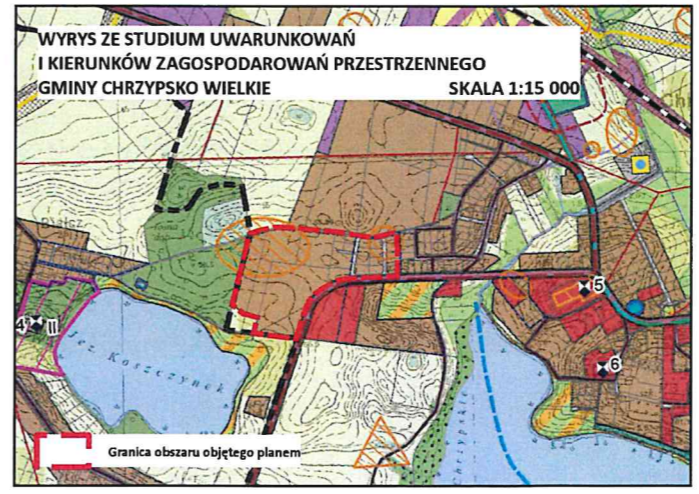 WYRYS ZE STUDIUM UWARUNKOWAŃ
I KIERUNKÓW ZAGOSPODAROWAŃ PRZESTRZENNEGO
GMINY CHRZYPSKO WIELKIE SKALA 1:15 000
5
4
II
6
Jez. Koszczynek
Granica obszaru objętego planem